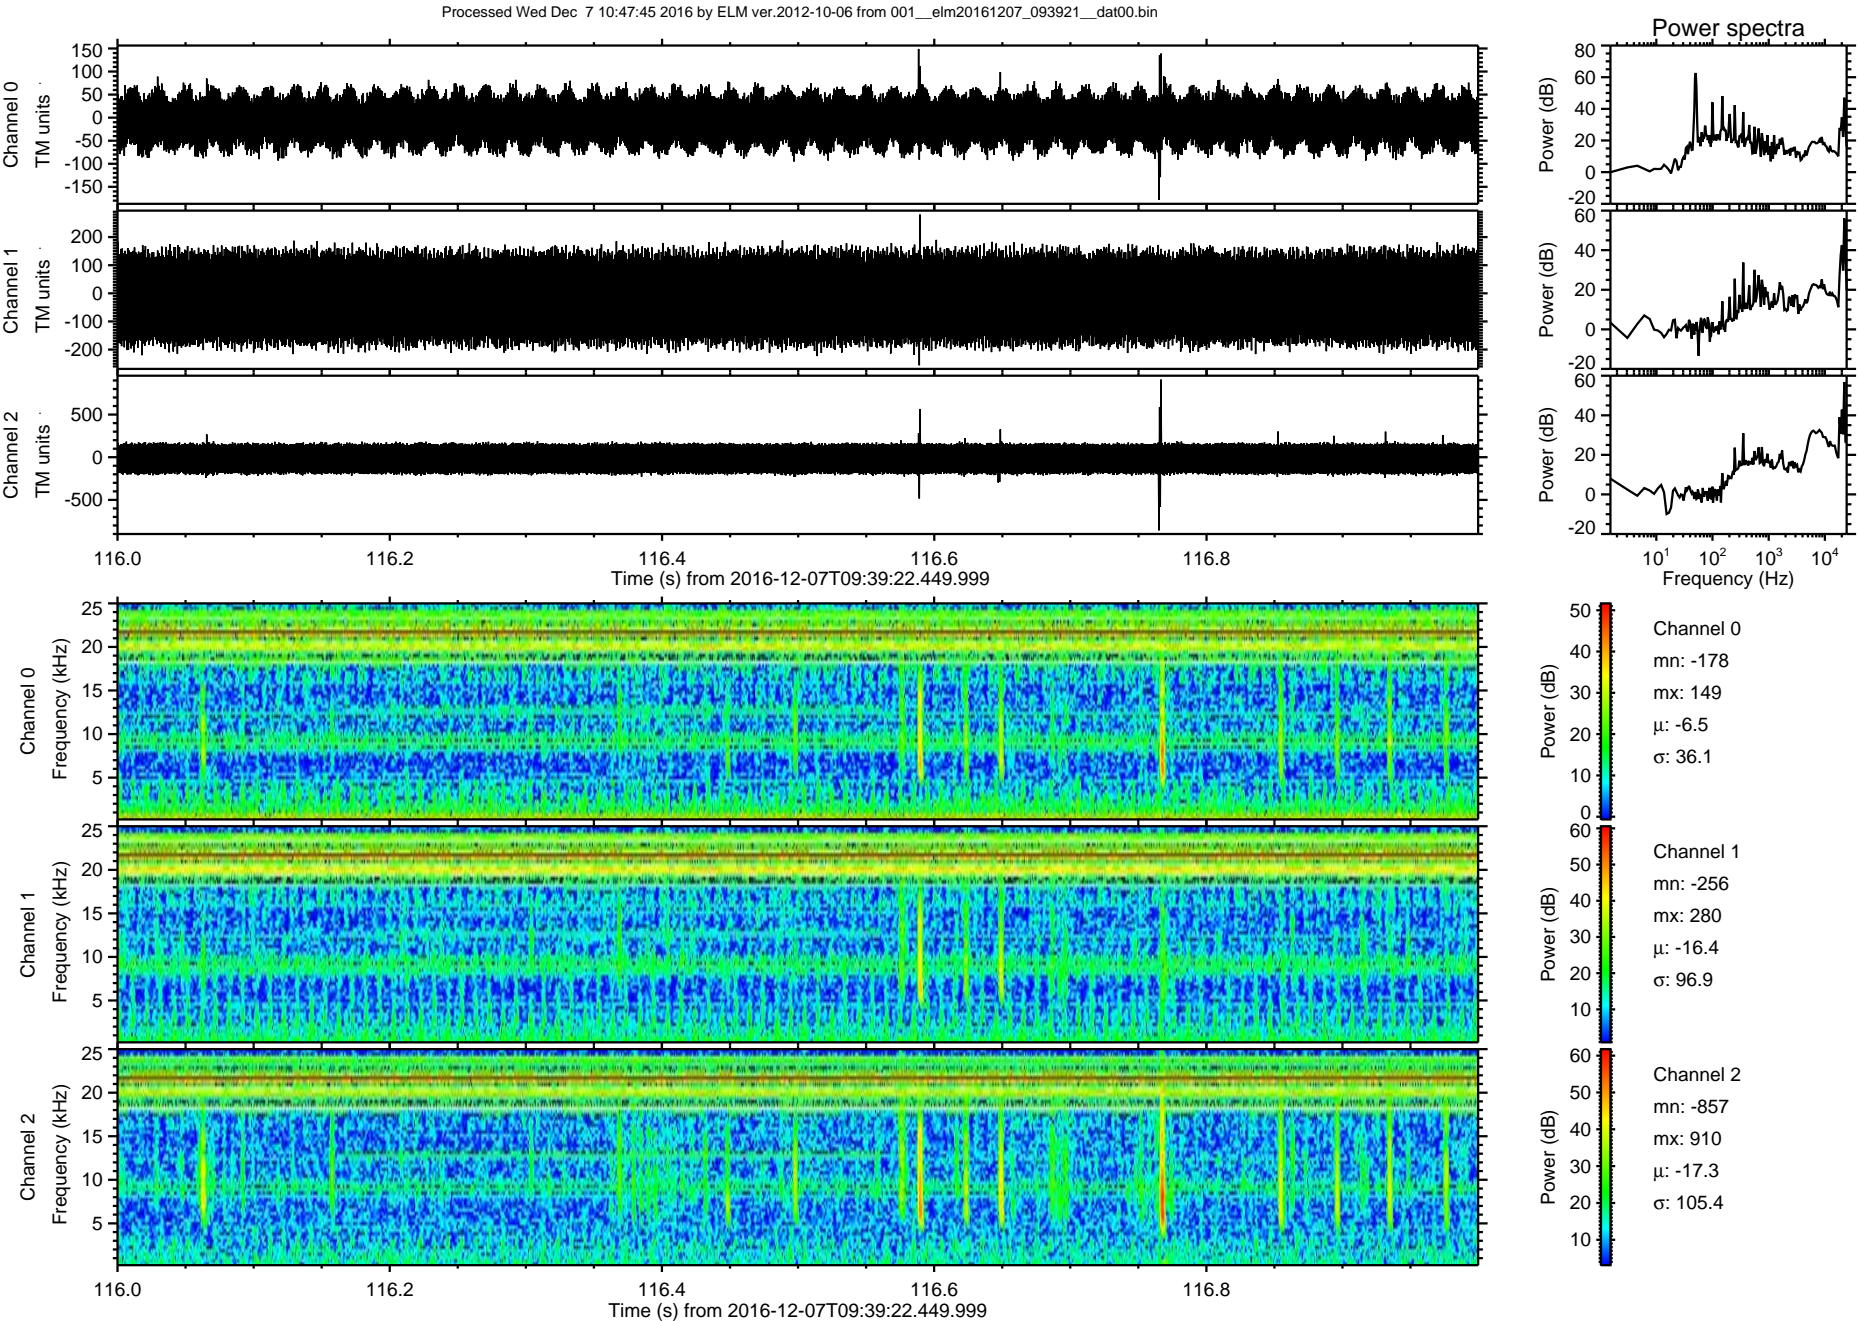 Processed Wed Dec  7 10:47:45 2016 by ELM ver.2012-10-06 from 001__elm20161207_093921__dat00.bin
Power spectra
Channel 0
TM units
150
100
50
0
-50
-100
-150
Power (dB)
80
60
40
20
0
-20
Channel 1
TM units
200
100
0
-100
-200
Power (dB)
60
40
20
0
-20
Channel 2
TM units
500
0
-500
Power (dB)
60
40
20
0
-20
116.0 116.2 116.4 116.6 116.8
Time (s) from 2016-12-07T09:39:22.449.999
10¹ 10² 10³ 10⁴
Frequency (Hz)
Channel 0
Frequency (kHz)
25
20
15
10
5
Power (dB)
50
40
30
20
10
0
Channel 0
mn: -178
mx: 149
μ: -6.5
σ: 36.1
Channel 1
Frequency (kHz)
25
20
15
10
5
Power (dB)
60
50
40
30
20
10
Channel 1
mn: -256
mx: 280
μ: -16.4
σ: 96.9
Channel 2
Frequency (kHz)
25
20
15
10
5
Power (dB)
60
50
40
30
20
10
Channel 2
mn: -857
mx: 910
μ: -17.3
σ: 105.4
116.0 116.2 116.4 116.6 116.8
Time (s) from 2016-12-07T09:39:22.449.999